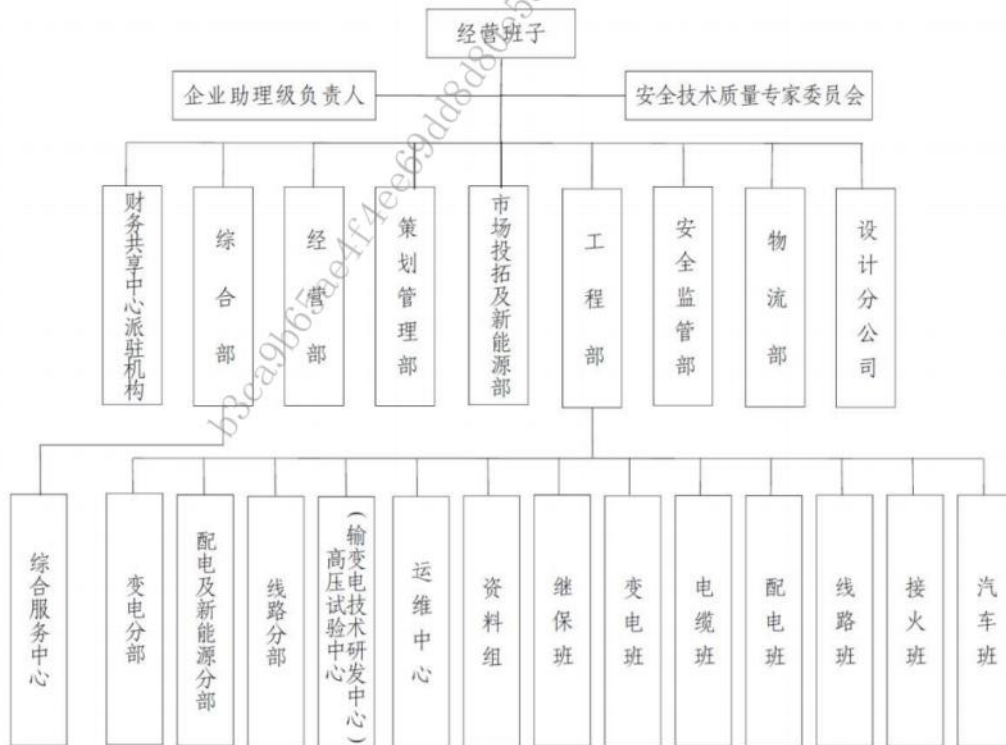 经营班子
企业助理级负责人
安全技术质量专家委员会
财务共享中心派驻机构
综合部
经营部
策划管理部
市场投拓及新能源部
工程部
安全监管部
物流部
设计分公司
综合服务中心
变电分部
配电及新能源分部
线路分部
高压试验中心
（输变电技术研发中心）
运维中心
资料组
继保班
变电班
电缆班
配电班
线路班
接火班
汽车班